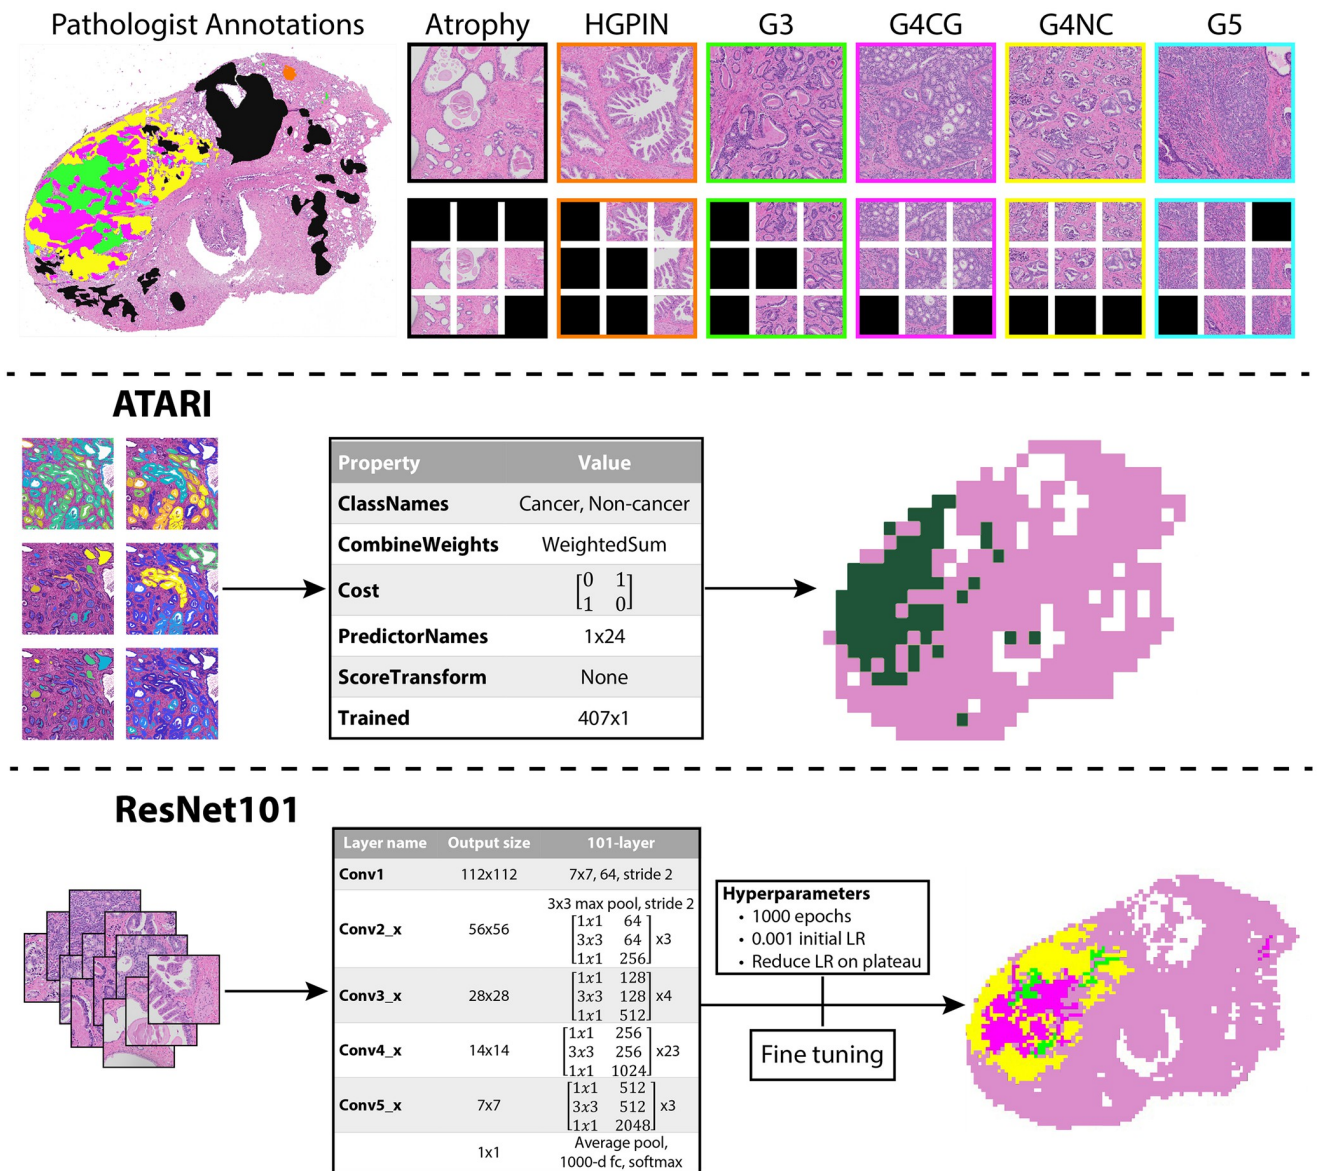 Pathologist Annotations
Atrophy HGPIN G3 G4CG G4NC G5
ATARI
Property Value
ClassNames Cancer, Non-cancer
CombineWeights WeightedSum
Cost [0 1
1 0]
PredictorNames 1x24
ScoreTransform None
Trained 407x1
ResNet101
Layer name Output size 101-layer
Conv1 112x112 7x7, 64, stride 2
3x3 max pool, stride 2
Conv2_x 56x56 [1x1 64
3x3 64
1x1 256] x3
Conv3_x 28x28 [1x1 128
3x3 128
1x1 512] x4
Conv4_x 14x14 [1x1 256
3x3 256
1x1 1024] x23
Conv5_x 7x7 [1x1 512
3x3 512
1x1 2048] x3
1x1 Average pool,
1000-d fc, softmax
Hyperparameters
• 1000 epochs
• 0.001 initial LR
• Reduce LR on plateau
Fine tuning